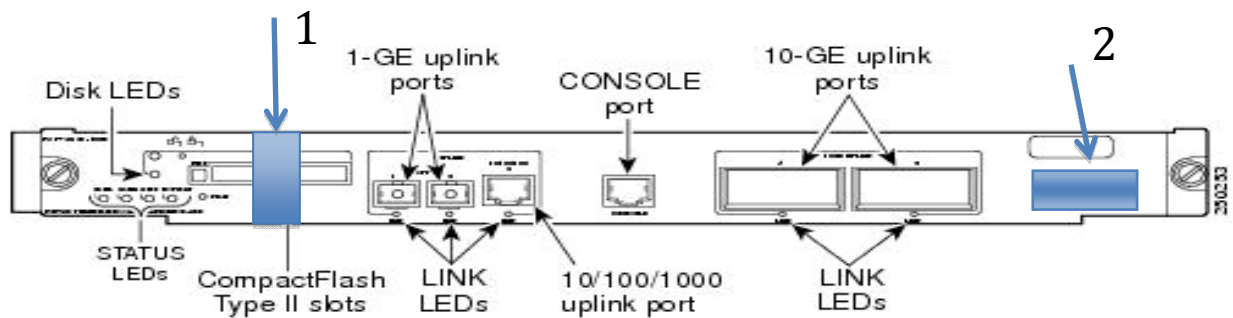 1
2
1-GE uplink
ports
CONSOLE
port
10-GE uplink
ports
Disk LEDs
STATUS
LEDs
CompactFlash
Type II slots
LINK
LEDs
10/100/1000
uplink port
LINK
LEDs
250253